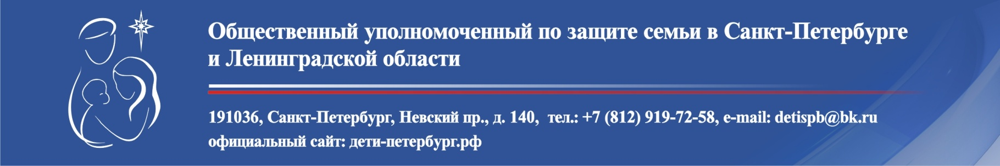 Общественный уполномоченный по защите семьи в Санкт-Петербурге
и Ленинградской области
191036, Санкт-Петербург, Невский пр., д. 140, тел.: +7 (812) 919-72-58, e-mail: detispb@bk.ru
официальный сайт: дети-петербург.рф